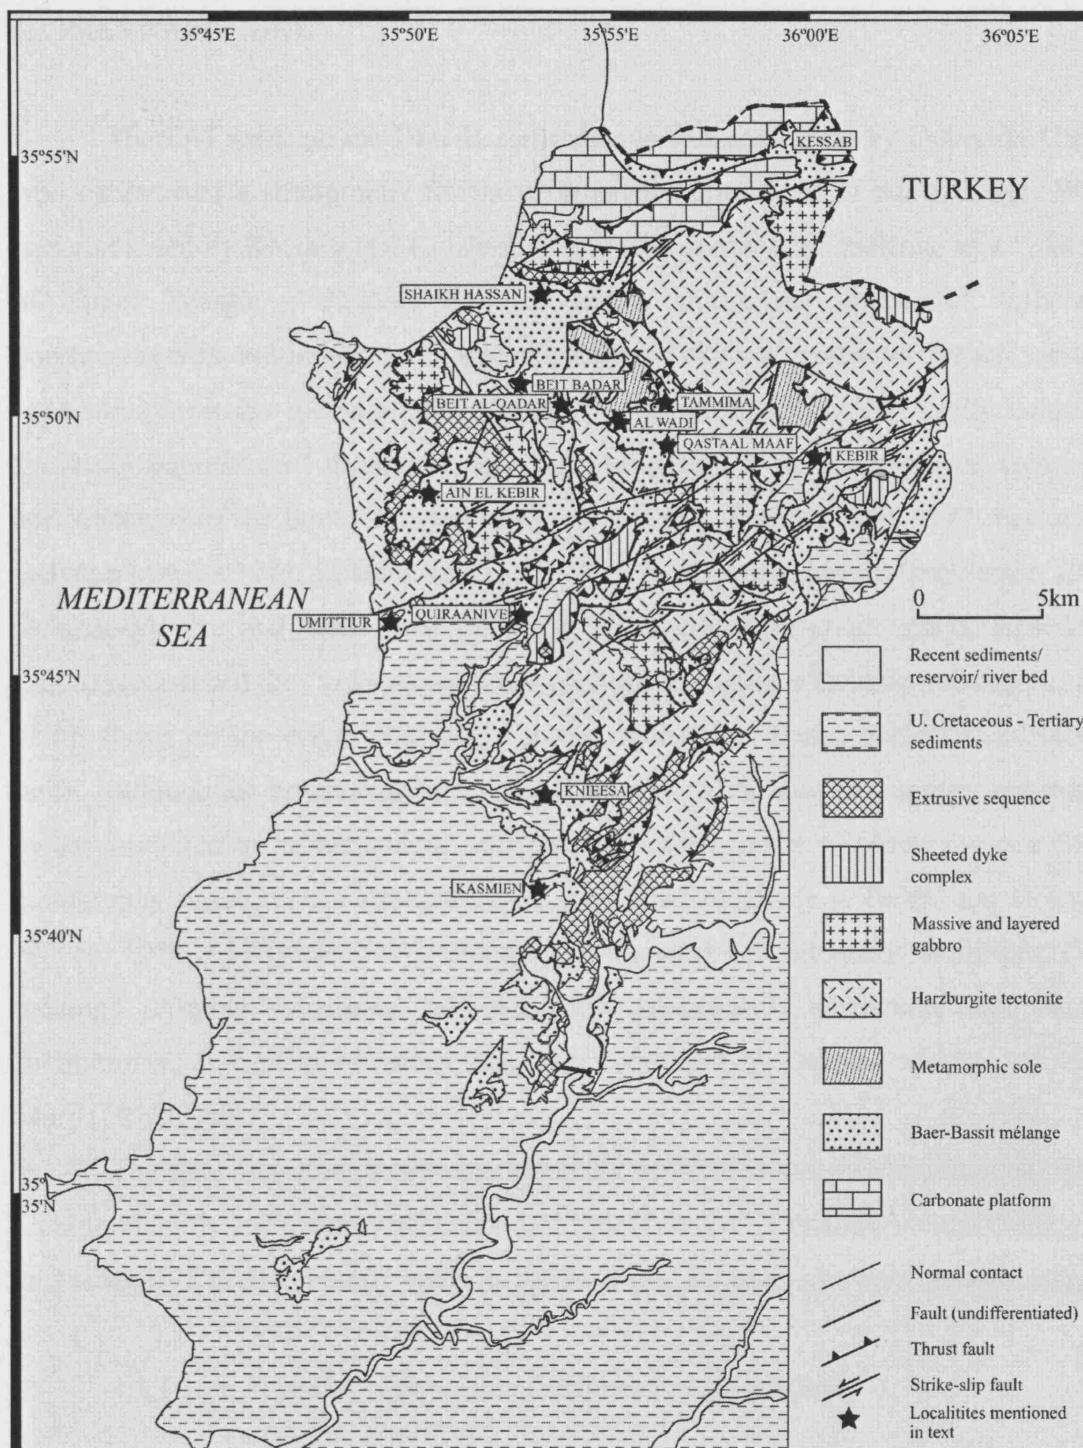 35°45'E
35°50'E
35°55'E
36°00'E
36°05'E
35°55'N
KESSAB
TURKEY
SHAIKH HASSAN
BEIT BADAR
BEIT AL-QADAR
TAMMIMA
35°50'N
AL WADI
QASTAAL MAAF
KEBIR
AIN EL KEBIR
MEDITERRANEAN
SEA
UMIT'TIUR
QUIRAANIVE
0 5km
35°45'N
KNIEESA
KASMIEN
35°40'N
35°
35'N
Recent sediments/
reservoir/ river bed
U. Cretaceous - Tertiary
sediments
Extrusive sequence
Sheeted dyke
complex
Massive and layered
gabbro
Harzburgite tectonite
Metamorphic sole
Baer-Bassit mélange
Carbonate platform
Normal contact
Fault (undifferentiated)
Thrust fault
Strike-slip fault
Localitites mentioned
in text